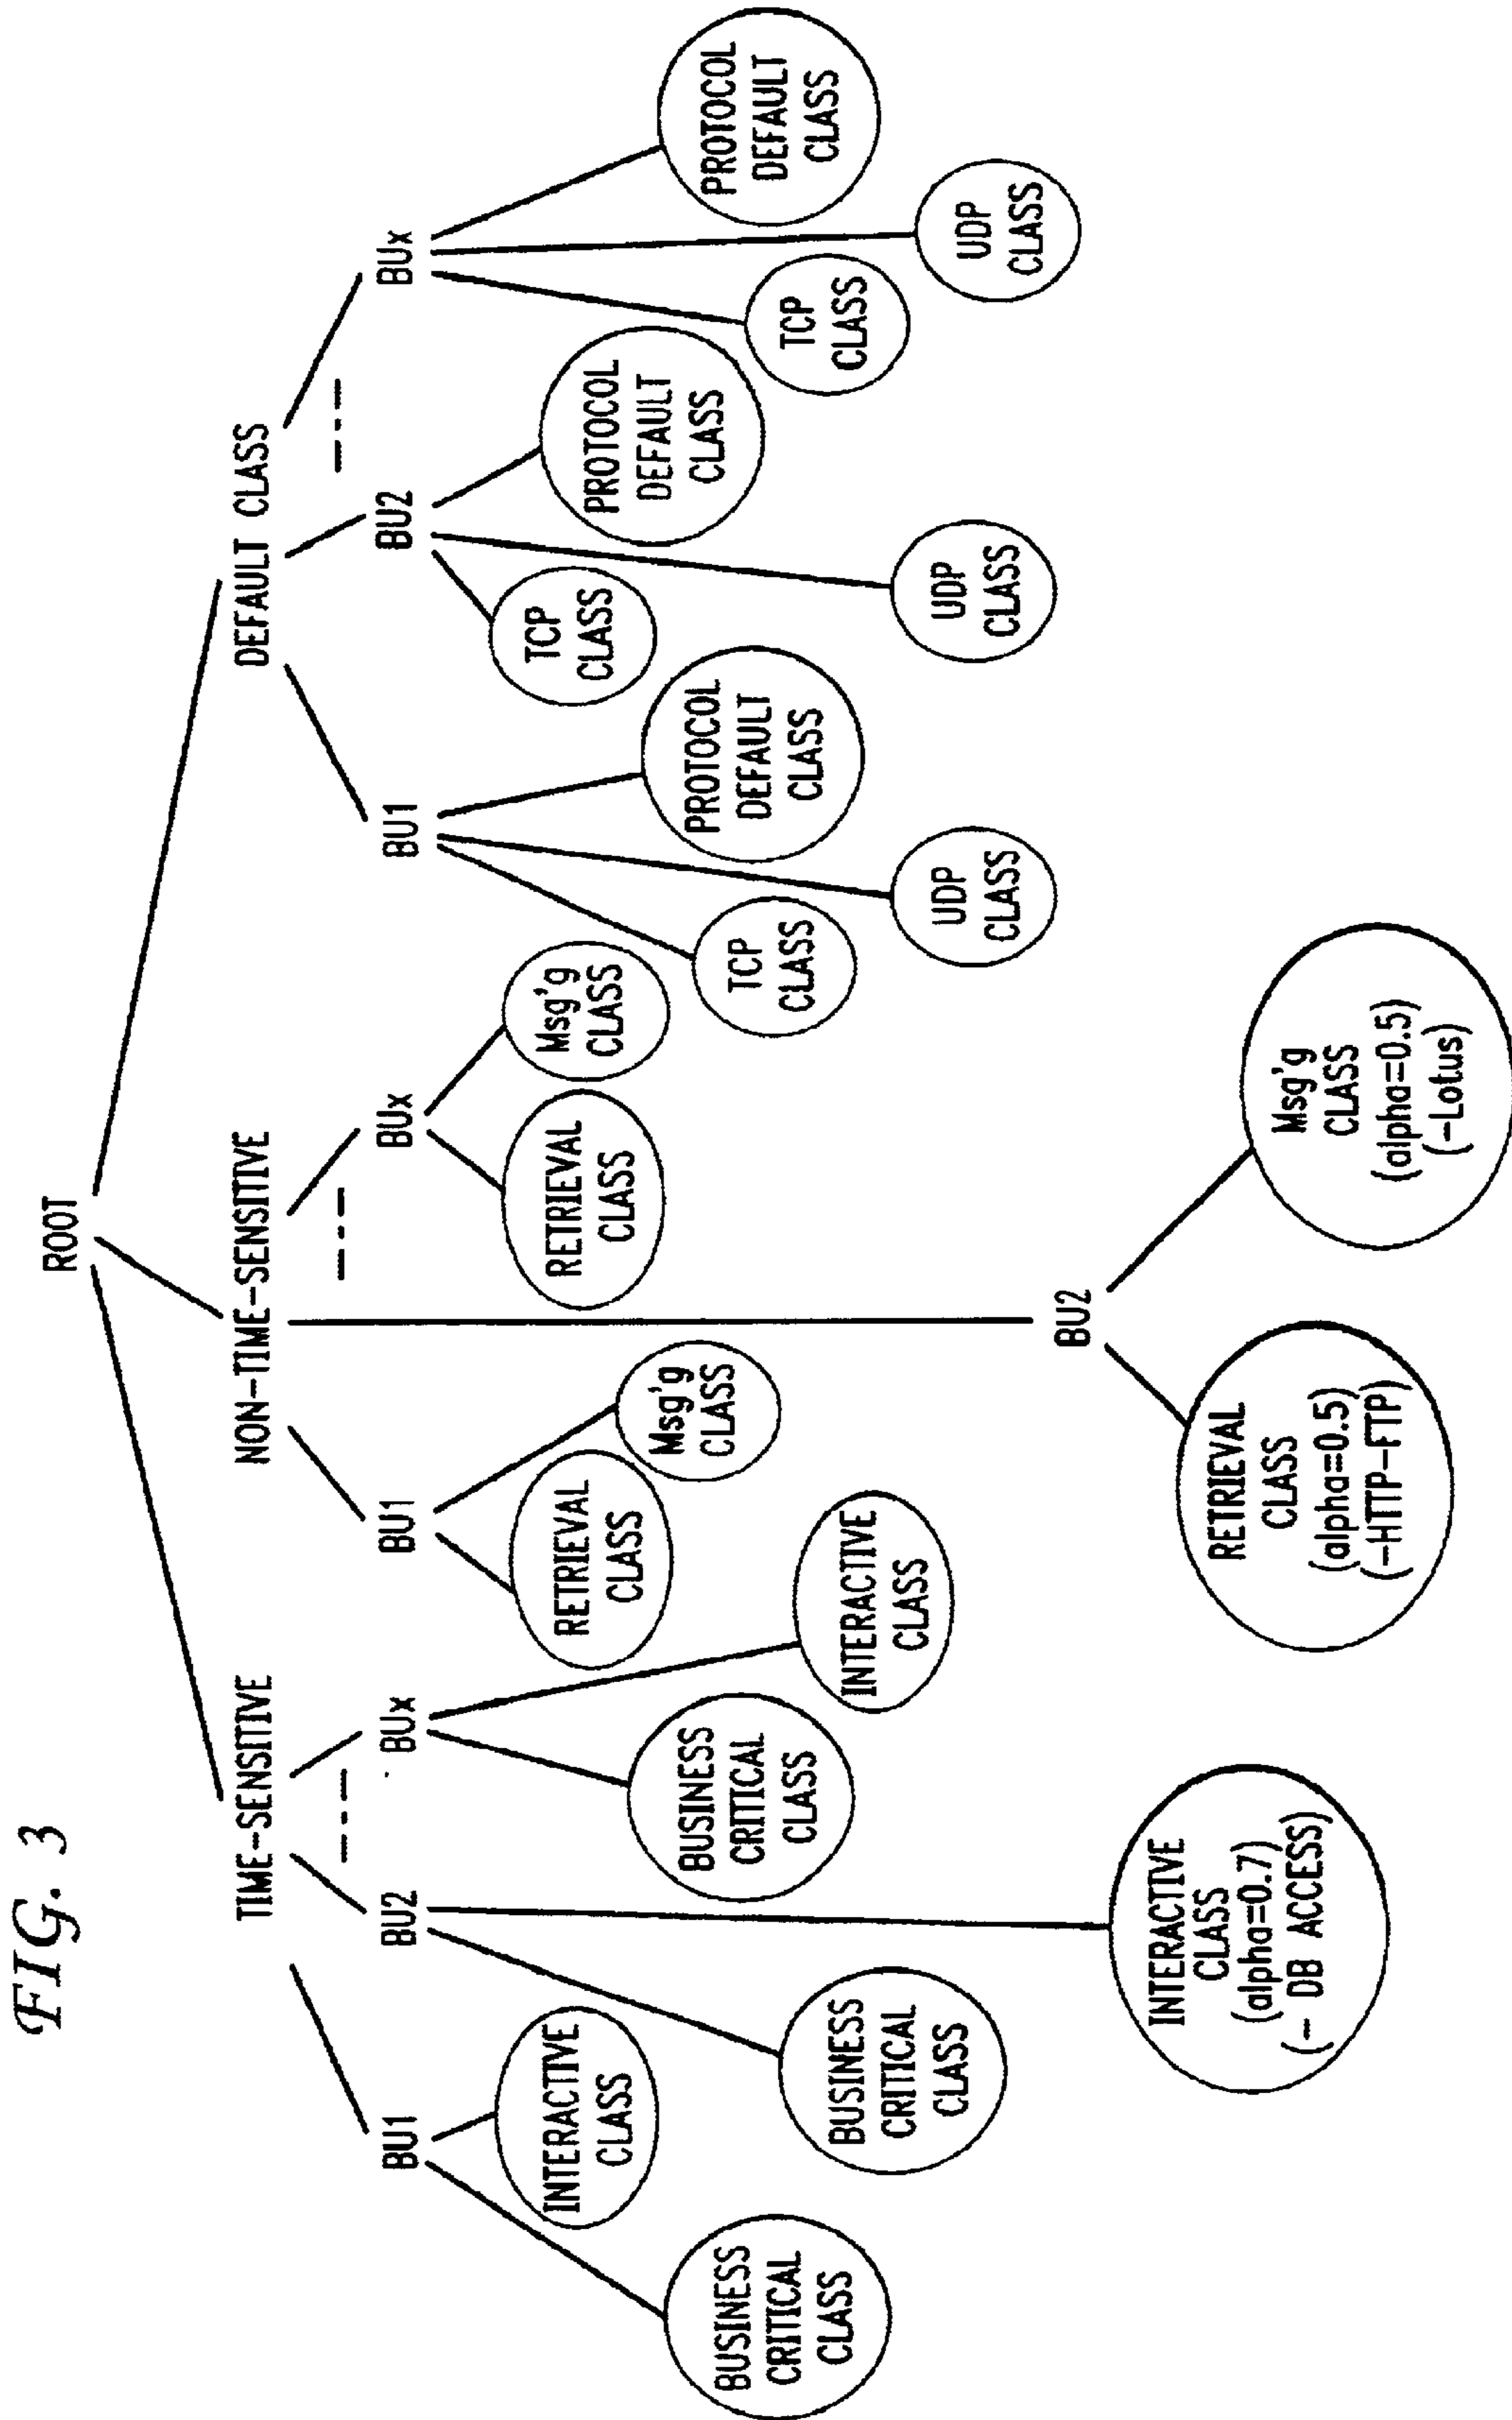 FIG. 3
ROOT
TIME-SENSITIVE
NON-TIME-SENSITIVE
DEFAULT CLASS
BU1
BU2
BUx
BU1
BUx
BU1
BU2
BUx
BUSINESS
CRITICAL
CLASS
INTERACTIVE
CLASS
BUSINESS
CRITICAL
CLASS
INTERACTIVE
CLASS
(alpha=0.7)
(- DB ACCESS)
BUSINESS
CRITICAL
CLASS
INTERACTIVE
CLASS
RETRIEVAL
CLASS
Msg'g
CLASS
BU2
RETRIEVAL
CLASS
(alpha=0.5)
(-HTTP-FTP)
Msg'g
CLASS
(alpha=0.5)
(-Lotus)
RETRIEVAL
CLASS
Msg'g
CLASS
TCP
CLASS
UDP
CLASS
PROTOCOL
DEFAULT
CLASS
TCP
CLASS
UDP
CLASS
PROTOCOL
DEFAULT
CLASS
TCP
CLASS
UDP
CLASS
PROTOCOL
DEFAULT
CLASS